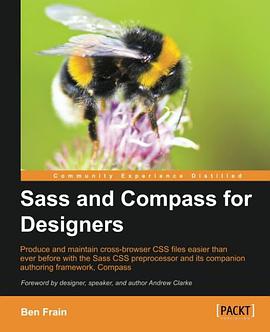 Community Experience Distilled
Sass and Compass for
Designers
Produce and maintain cross-browser CSS files easier than
ever before with the Sass CSS preprocessor and its companion
authoring framework, Compass
Foreword by designer, speaker, and author Andrew Clarke
Ben Frain
PACKT
PUBLISHING